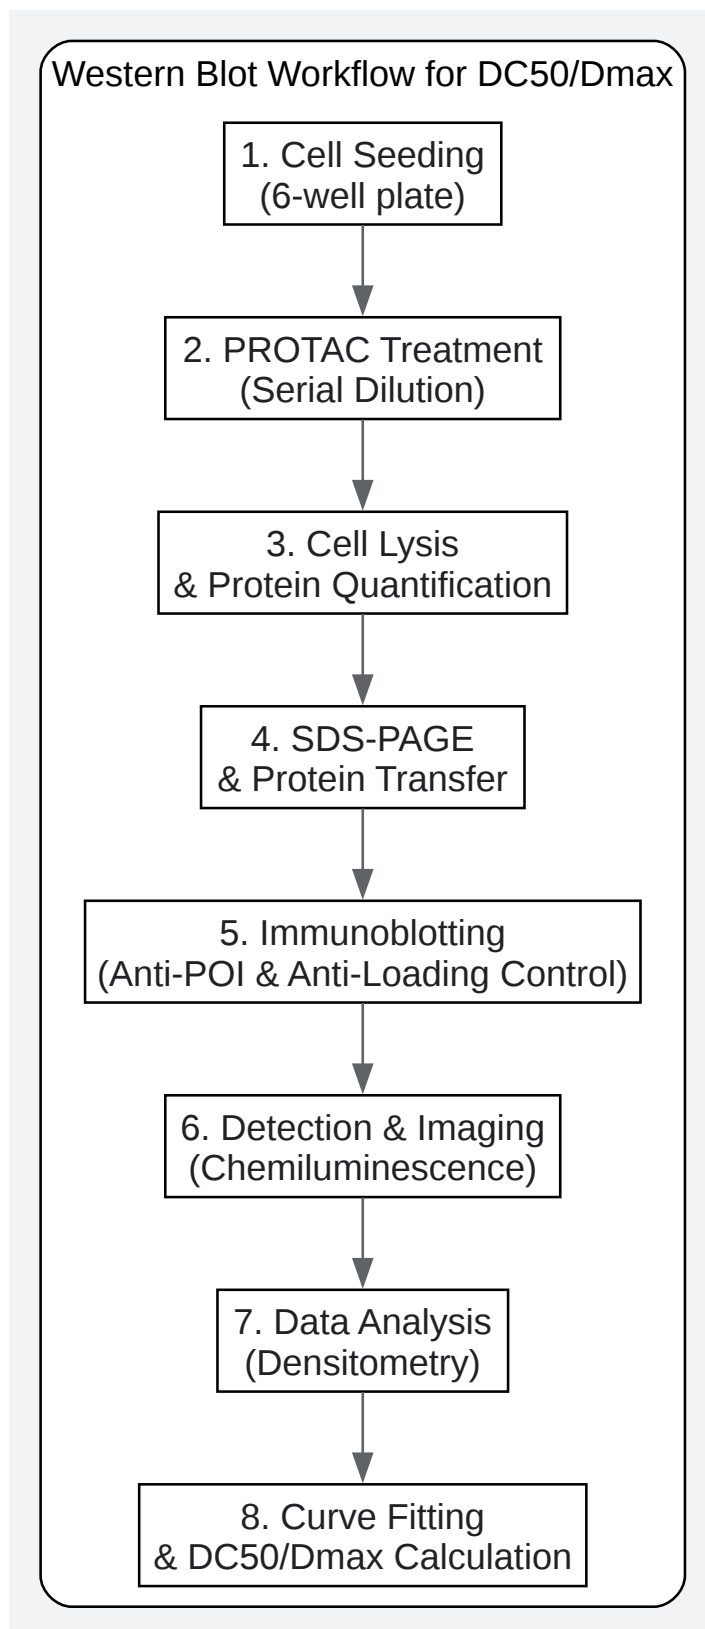 Western Blot Workflow for DC50/Dmax
1. Cell Seeding
(6-well plate)
2. PROTAC Treatment
(Serial Dilution)
3. Cell Lysis
& Protein Quantification
4. SDS-PAGE
& Protein Transfer
5. Immunoblotting
(Anti-POI & Anti-Loading Control)
6. Detection & Imaging
(Chemiluminescence)
7. Data Analysis
(Densitometry)
8. Curve Fitting
& DC50/Dmax Calculation